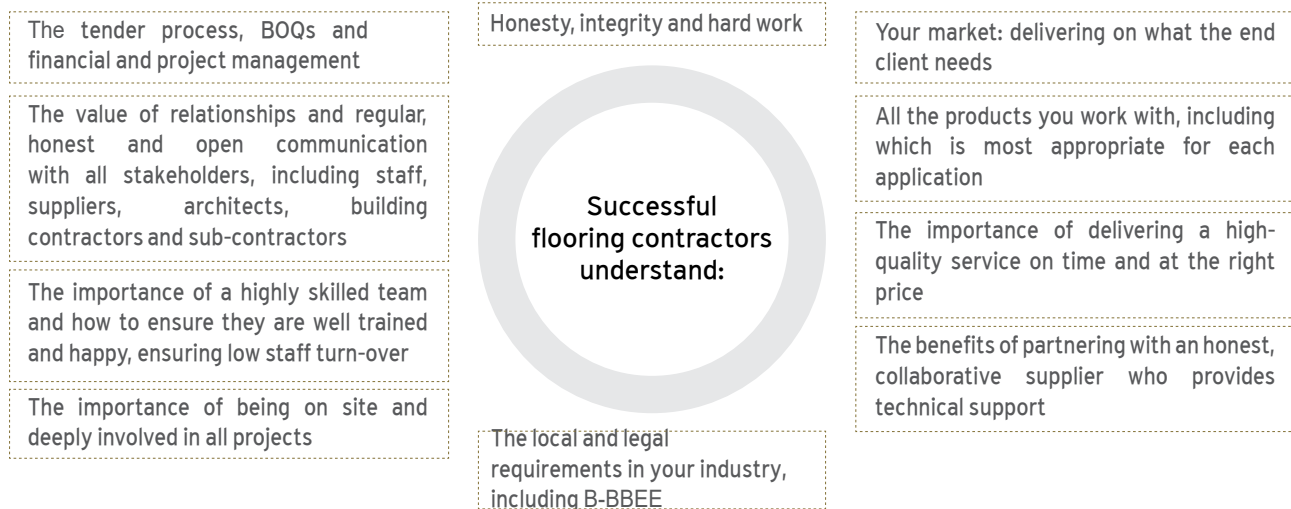 The tender process, BOQs and
financial and project management
The value of relationships and regular,
honest and open communication
with all stakeholders, including staff,
suppliers, architects, building
contractors and sub-contractors
The importance of a highly skilled team
and how to ensure they are well trained
and happy, ensuring low staff turn-over
The importance of being on site and
deeply involved in all projects
Honesty, integrity and hard work
Successful
flooring contractors
understand:
The local and legal
requirements in your industry,
including B-BBEE
Your market: delivering on what the end
client needs
All the products you work with, including
which is most appropriate for each
application
The importance of delivering a high-
quality service on time and at the right
price
The benefits of partnering with an honest,
collaborative supplier who provides
technical support